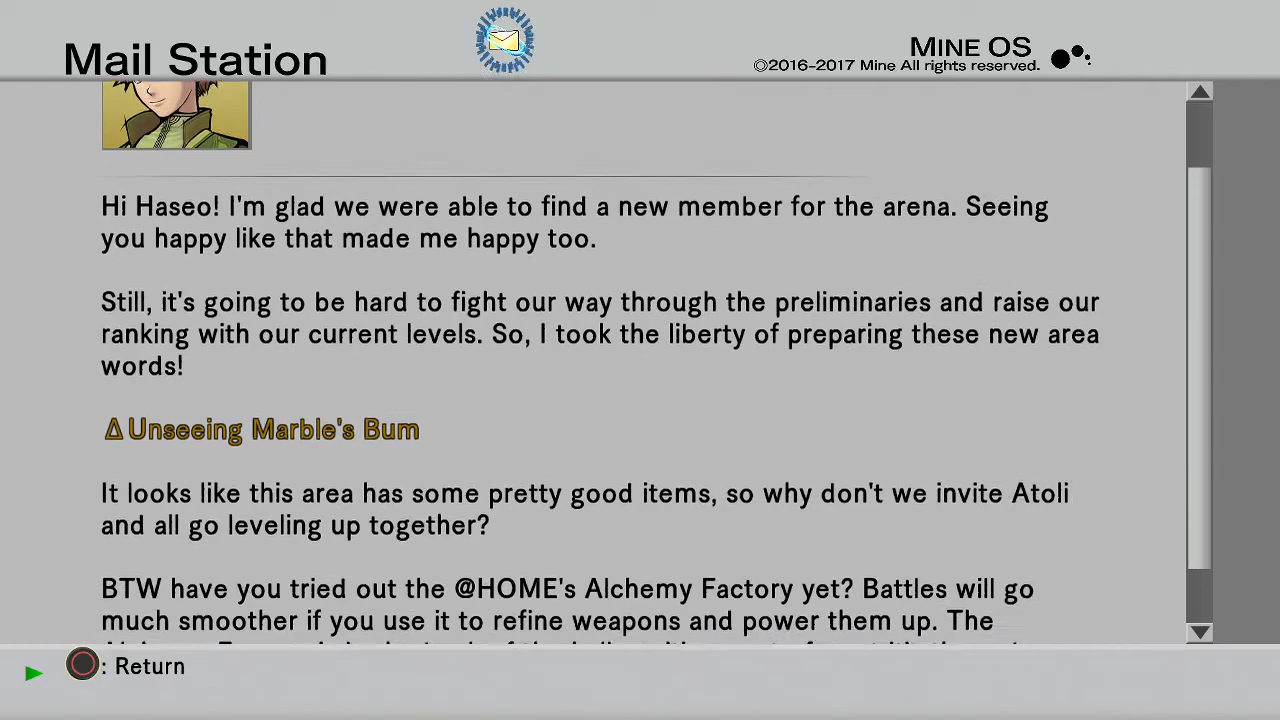 Mail Station
MINE OS
©2016-2017 Mine All rights reserved.
Hi Haseo! I'm glad we were able to find a new member for the arena. Seeing
you happy like that made me happy too.
Still, it's going to be hard to fight our way through the preliminaries and raise our
ranking with our current levels. So, I took the liberty of preparing these new area
words!
Δ Unseeing Marble's Bum
It looks like this area has some pretty good items, so why don't we invite Atoli
and all go leveling up together?
BTW have you tried out the @HOME's Alchemy Factory yet? Battles will go
much smoother if you use it to refine weapons and power them up. The
: Return